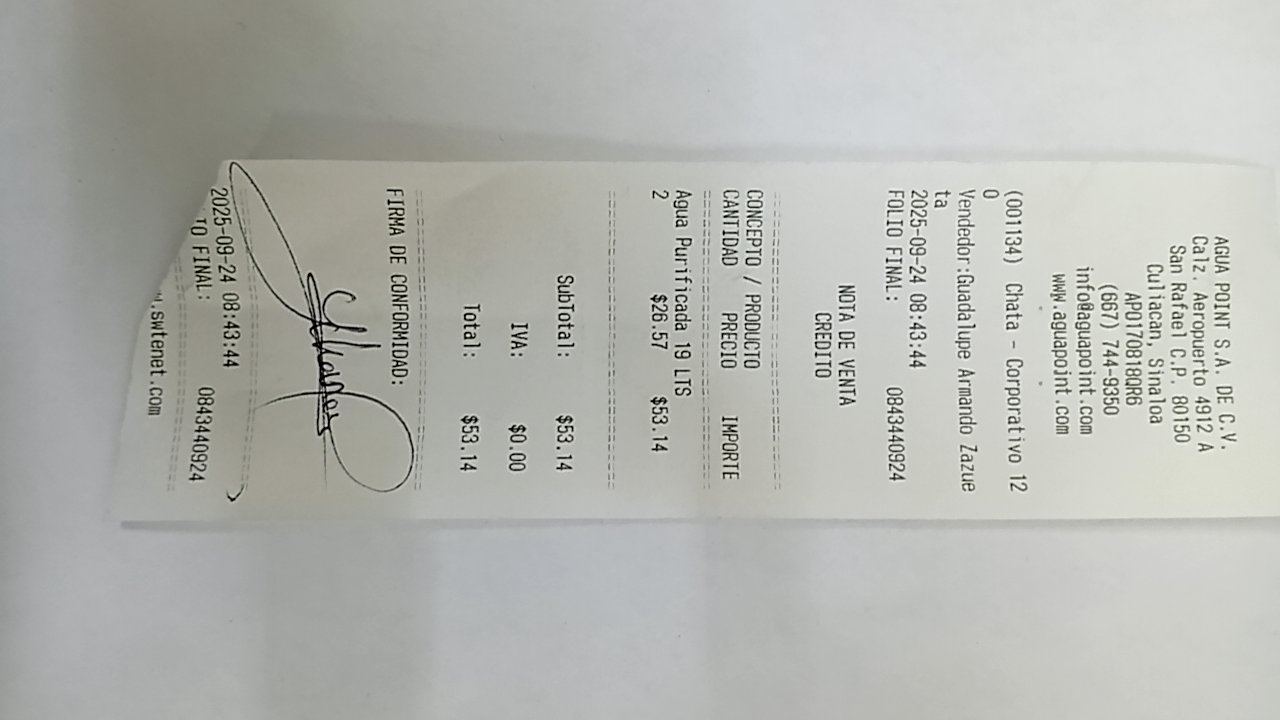 AGUA POINT S.A. DE C.V.
Calz. Aeropuerto 4912 A
San Rafael C.P. 80150
Culiacan, Sinaloa
APO170818QR6
(667) 744-9350
info@aguapoint.com
www.aguapoint.com
(001134) Chata - Corporativo 12
0
Vendedor:Guadalupe Armando Zazue
ta
2025-09-24 08:43:44
FOLIO FINAL: 0843440924
NOTA DE VENTA
CREDITO
CONCEPTO / PRODUCTO
CANTIDAD PRECIO IMPORTE
Agua Purificada 19 LTS
2 $26.57 $53.14
SubTotal: $53.14
IVA: $0.00
Total: $53.14
FIRMA DE CONFORMIDAD:
2025-09-24 08:43:44
IO FINAL: 0843440924
w.swtenet.com